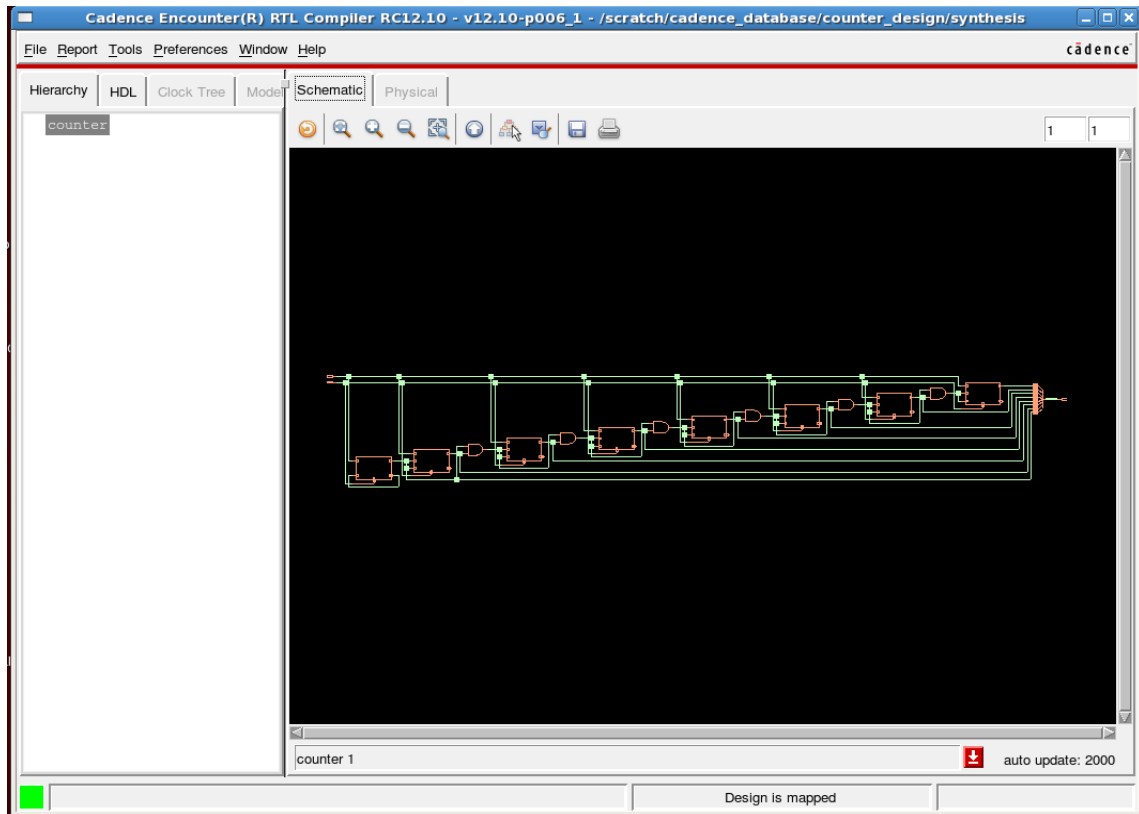 Cadence Encounter(R) RTL Compiler RC12.10 - v12.10-p006_1 - /scratch/cadence_database/counter_design/synthesis
File Report Tools Preferences Window Help
cādence
Hierarchy HDL Clock Tree Model
Schematic Physical
counter
1 1
counter 1
auto update: 2000
Design is mapped